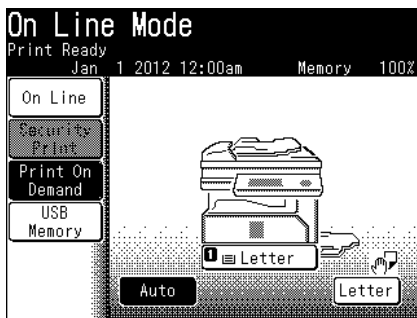 On Line Mode
Print Ready
Jan 1 2012 12:00am Memory 100%
On Line
Security
Print
Print On
Demand
USB
Memory
1 Letter
Auto
Letter